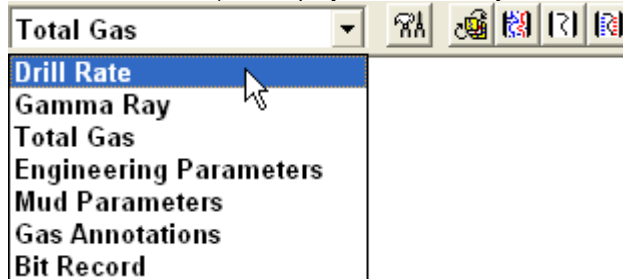 Total Gas
Drill Rate
Gamma Ray
Total Gas
Engineering Parameters
Mud Parameters
Gas Annotations
Bit Record